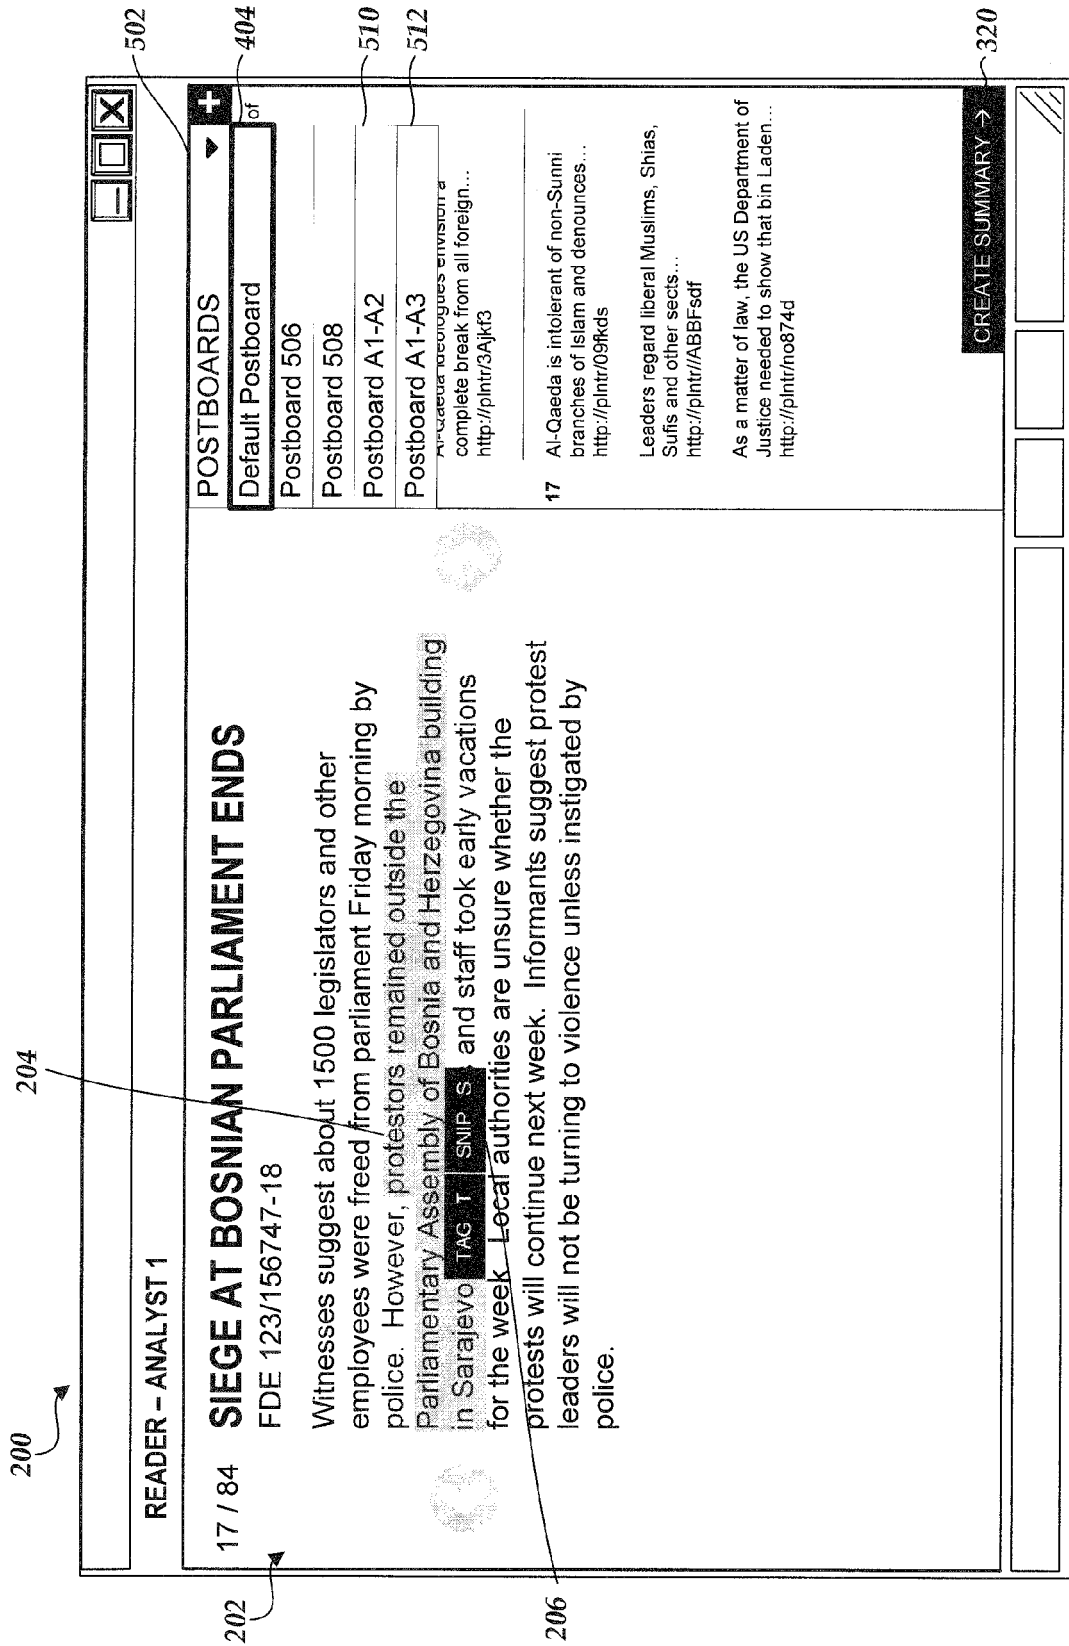 200
204
READER – ANALYST 1
202
17 / 84
SIEGE AT BOSNIAN PARLIAMENT ENDS
FDE 123/156747-18
Witnesses suggest about 1500 legislators and other
employees were freed from parliament Friday morning by
police. However, protestors remained outside the
Parliamentary Assembly of Bosnia and Herzegovina building
in Sarajevo TAG T SNIP S and staff took early vacations
for the week. Local authorities are unsure whether the
protests will continue next week. Informants suggest protest
leaders will not be turning to violence unless instigated by
police.
206
POSTBOARDS ▼ +
502
Default Postboard
of
404
Postboard 506
Postboard 508
Postboard A1-A2
510
Postboard A1-A3
512
Al-Qaeda ideologues envision a
complete break from all foreign...
http://plntr/3Ajkf3
17
Al-Qaeda is intolerant of non-Sunni
branches of Islam and denounces...
http://plntr/09fkds
Leaders regard liberal Muslims, Shias,
Sufis and other sects...
http://plntr//ABBFsdf
As a matter of law, the US Department of
Justice needed to show that bin Laden...
http://plntr/no874d
CREATE SUMMARY →
320